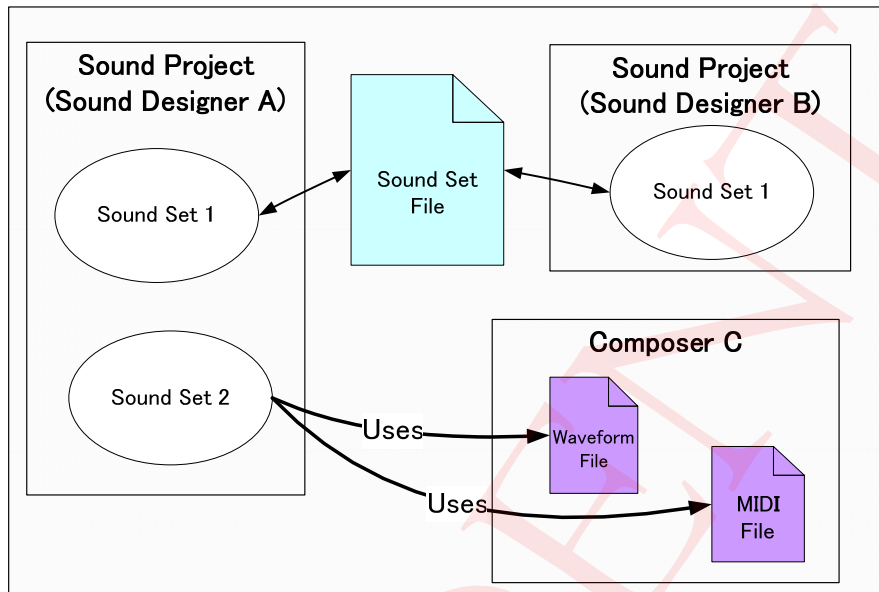 Sound Project
(Sound Designer A)
Sound Set 1
Sound Set 2
Sound Set
File
Sound Project
(Sound Designer B)
Sound Set 1
Composer C
Uses
Waveform
File
Uses
MIDI
File